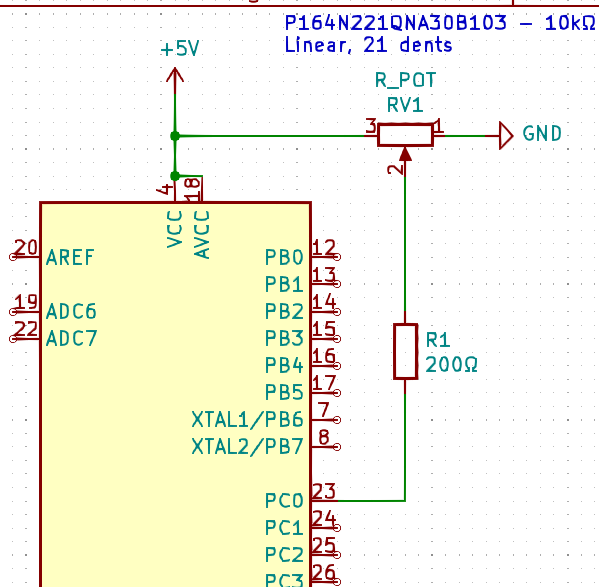 P164N221QNA30B103 – 10kΩ
Linear, 21 dents
+5V
R_POT
RV1
3
1
GND
2
4
18
VCC
AVCC
20
AREF
PB0
12
PB1
13
19
ADC6
PB2
14
22
ADC7
PB3
15
R1
200Ω
PB4
16
PB5
17
XTAL1/PB6
7
XTAL2/PB7
8
PC0
23
PC1
24
PC2
25
PC3
26